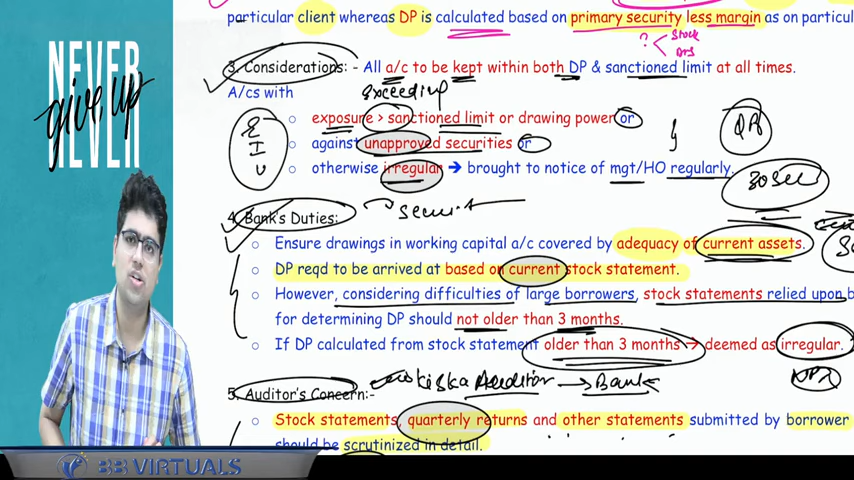 particular client whereas DP is calculated based on primary security less margin as on particul
? < Stock
NEVER
give up
NEVER
3. Considerations: - All a/c to be kept within both DP & sanctioned limit at all times.
A/cs with
Exceeding
o exposure > sanctioned limit or drawing power or
o against unapproved securities or
o otherwise irregular → brought to notice of mgt/HO regularly.
E
I
U
30 Sec
4. Bank's Duties:
o Ensure drawings in working capital a/c covered by adequacy of current assets.
o DP reqd to be arrived at based on current stock statement.
o However, considering difficulties of large borrowers, stock statements relied upon b
for determining DP should not older than 3 months.
o If DP calculated from stock statement older than 3 months → deemed as irregular.
NPA
kiska Auditor → Bank
5. Auditor's Concern:-
o Stock statements, quarterly returns and other statements submitted by borrower
should be scrutinized in detail.
BB VIRTUALS